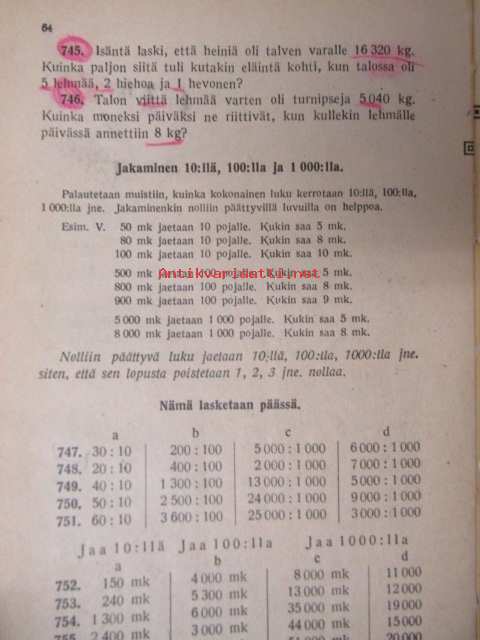 64
745. Isäntä laski, että heiniä oli talven varalle 16 320 kg.
Kuinka paljon siitä tuli kutakin eläintä kohti, kun talossa oli
5 lehmää, 2 hiehoa ja 1 hevonen?
746. Talon viittä lehmää varten oli turnipseja 5 040 kg.
Kuinka moneksi päiväksi ne riittivät, kun kullekin lehmälle
päivässä annettiin 8 kg?
Jakaminen 10:llä, 100:lla ja 1 000:lla.
Palautetaan muistiin, kuinka kokonainen luku kerrotaan 10:llä, 100:lla,
1 000:lla jne. Jakaminenkin nolliin päättyvillä luvuilla on helppoa.
Esim. V. 50 mk jaetaan 10 pojalle. Kukin saa 5 mk.
80 mk jaetaan 10 pojalle. Kukin saa 8 mk.
100 mk jaetaan 10 pojalle. Kukin saa 10 mk.
500 mk jaetaan 100 pojalle. Kukin saa 5 mk.
Antikvariaatti.net
800 mk jaetaan 100 pojalle. Kukin saa 8 mk.
900 mk jaetaan 100 pojalle. Kukin saa 9 mk.
5 000 mk jaetaan 1 000 pojalle. Kukin saa 5 mk.
8 000 mk jaetaan 1 000 pojalle. Kukin saa 8 mk.
Nolliin päättyvä luku jaetaan 10:llä, 100:lla, 1000:lla jne.
siten, että sen lopusta poistetaan 1, 2, 3 jne. nollaa.
Nämä lasketaan päässä.
a b c d
747. 30 : 10 200 : 100 5 000 : 1 000 6 000 : 1 000
748. 20 : 10 400 : 100 2 000 : 1 000 7 000 : 1 000
749. 40 : 10 1 300 : 100 13 000 : 1 000 5 000 : 1 000
750. 50 : 10 2 500 : 100 24 000 : 1 000 9 000 : 1 000
751. 60 : 10 3 600 : 100 25 000 : 1 000 3 000 : 1 000
Jaa 10:llä Jaa 100:lla Jaa 1000:lla
a b c d
752. 150 mk 4 000 mk 8 000 mk 11 000
753. 240 mk 5 300 mk 13 000 mk 12 000
754. 1 300 mk 6 000 mk 35 000 mk 19 000
755. 2 400 mk 3 000 mk 44 000 mk 15 000
20 000